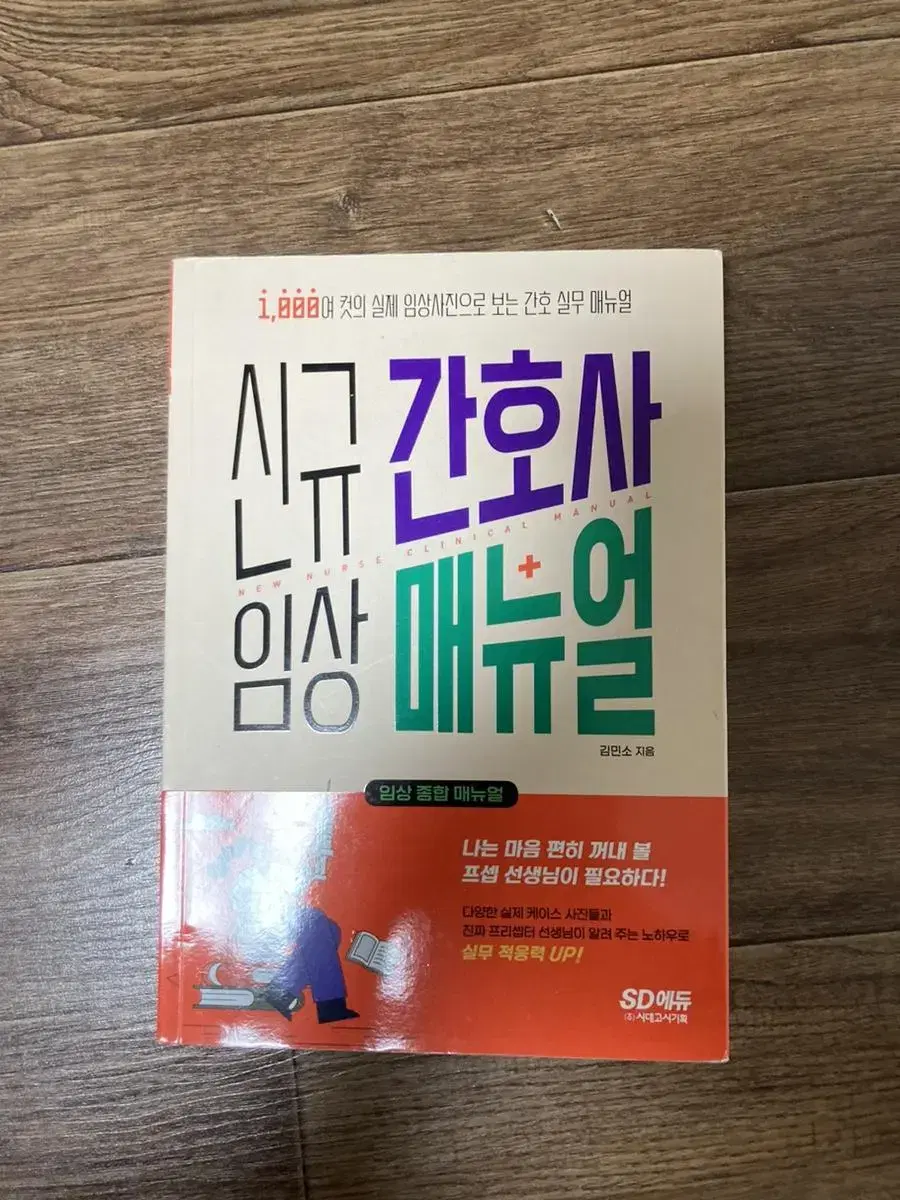 1,000여 컷의 실제 임상사진으로 보는 간호 실무 매뉴얼
신규 간호사
NEW NURSE CLINICAL MANUAL
임상 매뉴얼
김민소 지음
임상 종합 매뉴얼
나는 마음 편히 꺼내 볼
프셉 선생님이 필요하다!
다양한 실제 케이스 사진들과
진짜 프리셉터 선생님이 알려 주는 노하우로
실무 적응력 UP!
SD에듀
(주)시대고시기획